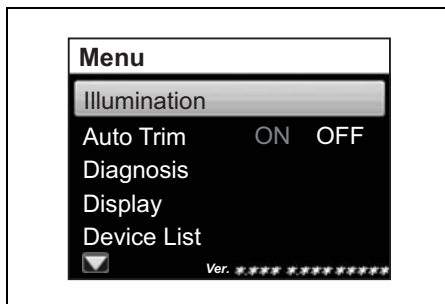 Menu
Illumination
Auto Trim ON OFF
Diagnosis
Display
Device List
Ver. *.*** *.*********